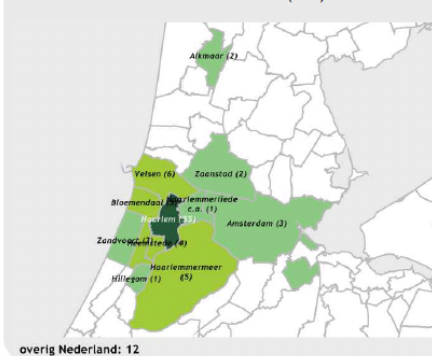 Alkmaar (2)
Velsen (6)
Zaanstad (2)
Haarlemmerliede
c.a. (1)
Bloemendaal
Haarlem
Amsterdam (3)
Zandvoort
Heemstede (4)
Haarlemmermeer
(5)
Hillegom (1)
overig Nederland: 12